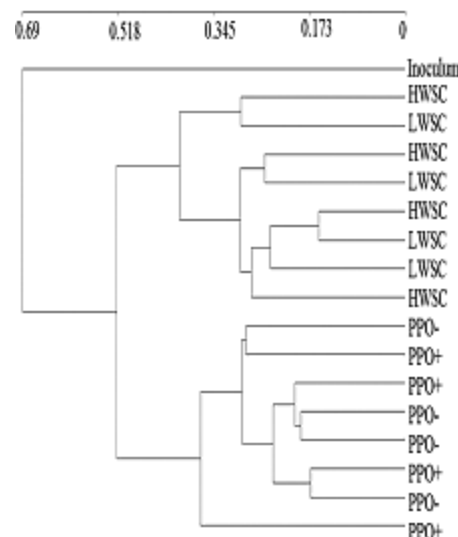 0.69 0.518 0.345 0.173 0
Inoculum
HWSC
LWSC
HWSC
LWSC
HWSC
LWSC
LWSC
HWSC
PPO-
PPO+
PPO+
PPO-
PPO-
PPO+
PPO-
PPO+